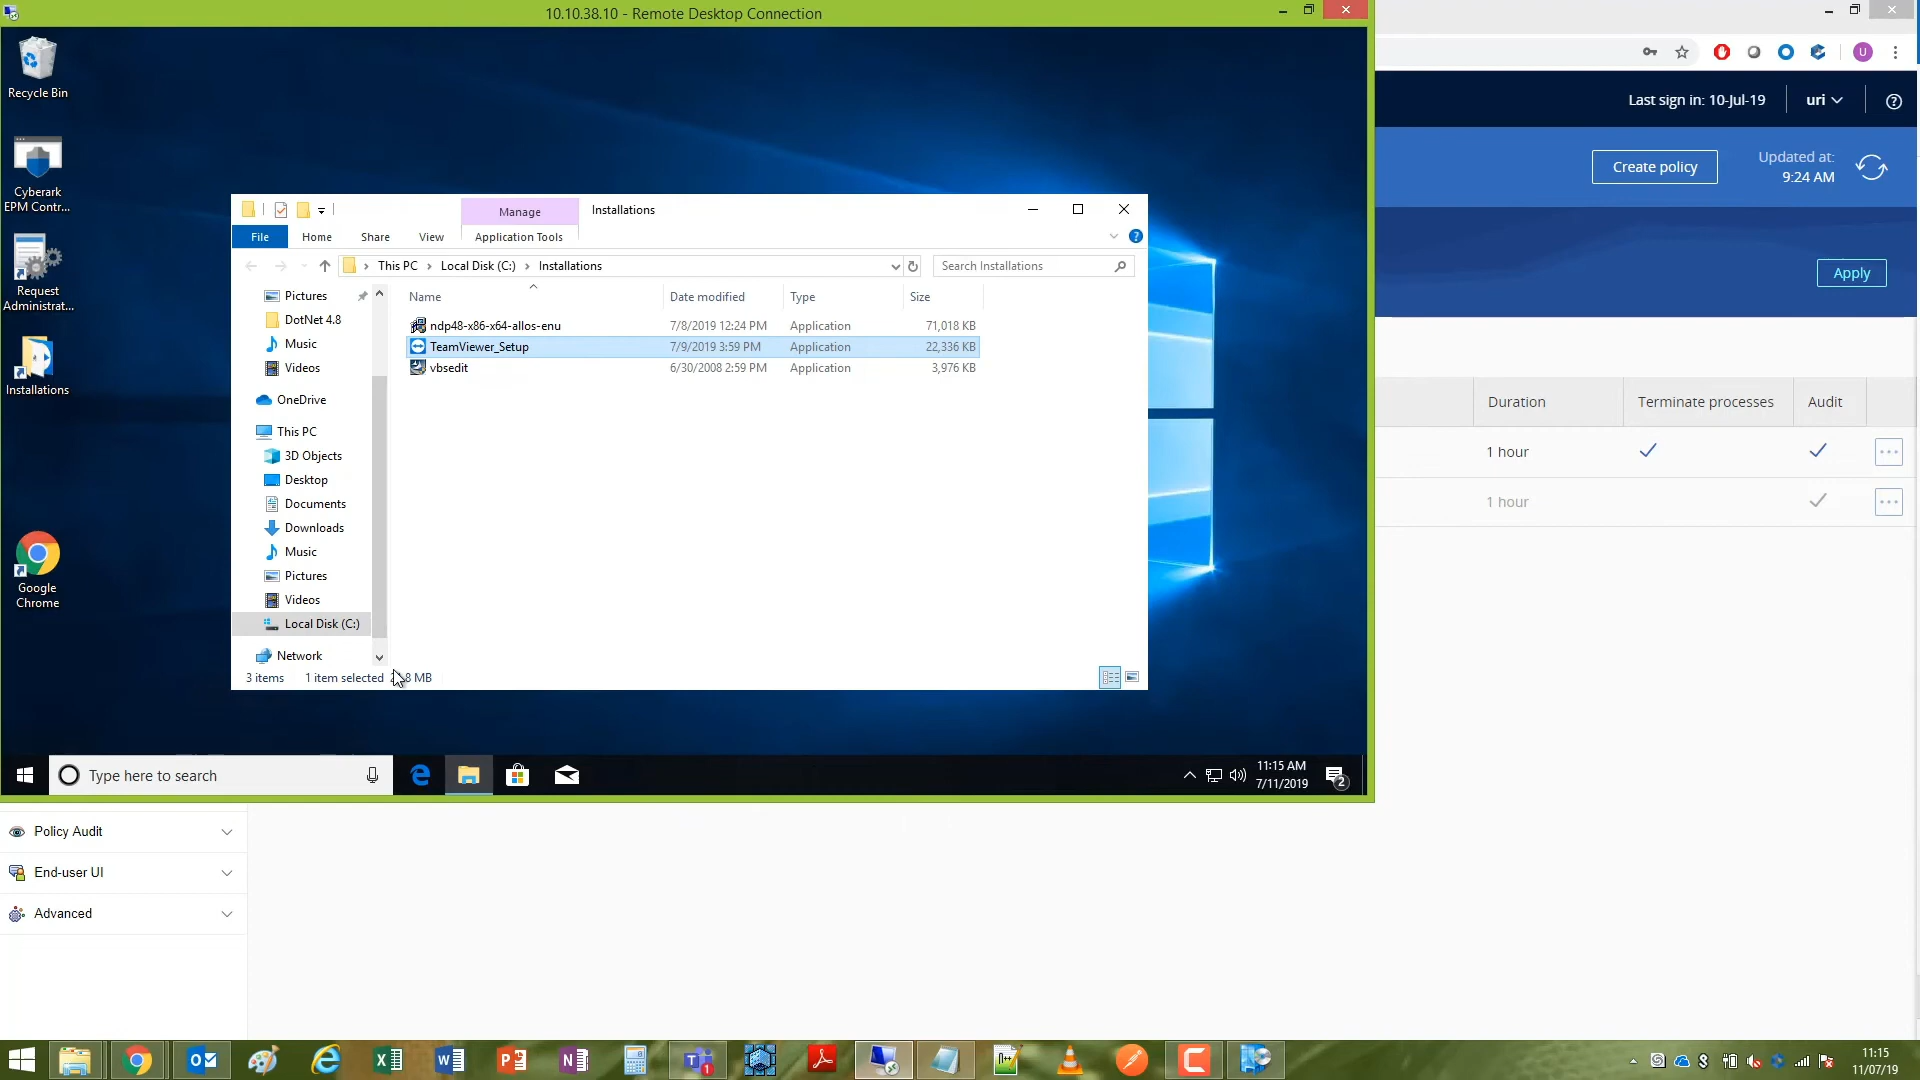 10.10.38.10 - Remote Desktop Connection
Recycle Bin
Cyberark
EPM Contr...
Request
Administrat...
Installations
Google
Chrome
Manage
Installations
File
Home
Share
View
Application Tools
This PC
Local Disk (C:)
Installations
Search Installations
Name
Date modified
Type
Size
ndp48-x86-x64-allos-enu
7/8/2019 12:24 PM
Application
71,018 KB
TeamViewer_Setup
7/9/2019 3:59 PM
Application
22,336 KB
vbsedit
6/30/2008 2:59 PM
Application
3,976 KB
Pictures
DotNet 4.8
Music
Videos
OneDrive
This PC
3D Objects
Desktop
Documents
Downloads
Music
Pictures
Videos
Local Disk (C:)
Network
3 items
1 item selected
8 MB
Type here to search
11:15 AM
7/11/2019
2
U
Last sign in: 10-Jul-19
uri
Create policy
Updated at:
9:24 AM
Apply
Duration
Terminate processes
Audit
1 hour
1 hour
Policy Audit
End-user UI
Advanced
11:15
11/07/19